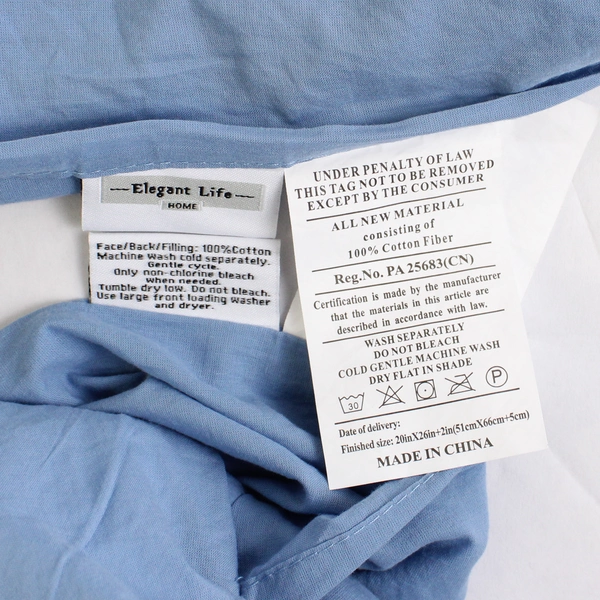 Elegant Life
HOME
Face/Back/Filling: 100%Cotton
Machine wash cold separately.
Gentle cycle.
Only non-chlorine bleach
when needed.
Tumble dry low. Do not bleach.
Use large front loading washer
and dryer.
UNDER PENALTY OF LAW
THIS TAG NOT TO BE REMOVED
EXCEPT BY THE CONSUMER
ALL NEW MATERIAL
consisting of
100% Cotton Fiber
Reg.No. PA 25683(CN)
Certification is made by the manufacturer
that the materials in this article are
described in accordance with law.
WASH SEPARATELY
DO NOT BLEACH
COLD GENTLE MACHINE WASH
DRY FLAT IN SHADE
30 P
Date of delivery:
Finished size: 20inX26in+2in(51cmX66cm+5cm)
MADE IN CHINA